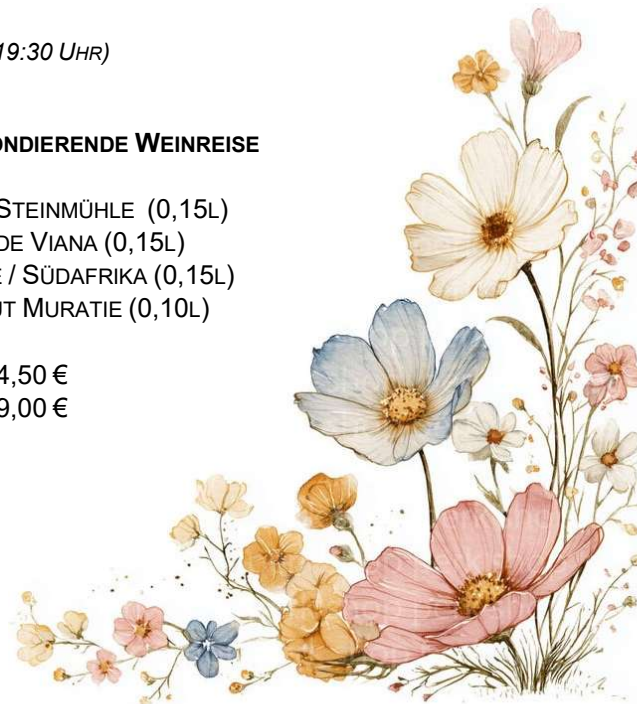 19:30 UHR)
ONDIERENDE WEINREISE
STEINMÜHLE (0,15L)
DE VIANA (0,15L)
E / SÜDAFRIKA (0,15L)
UT MURATIE (0,10L)
4,50 €
9,00 €